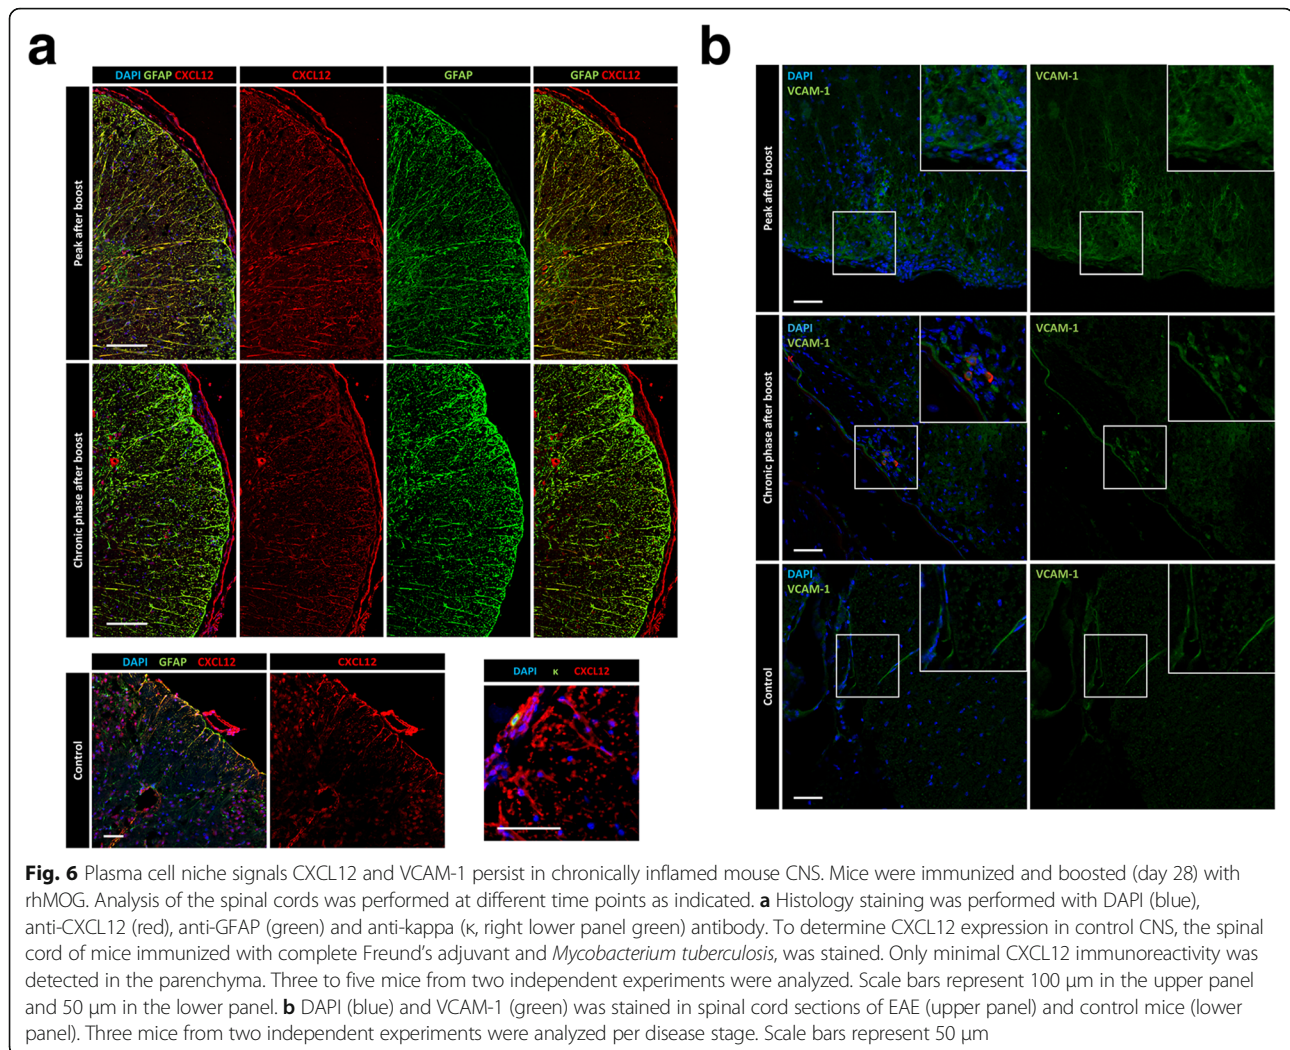 a
DAPI GFAP CXCL12
CXCL12
GFAP
GFAP CXCL12
Peak after boost
Chronic phase after boost
DAPI GFAP CXCL12
CXCL12
Control
DAPI κ CXCL12
b
DAPI
VCAM-1
VCAM-1
Peak after boost
DAPI
VCAM-1
κ
VCAM-1
Chronic phase after boost
DAPI
VCAM-1
VCAM-1
Control
Fig. 6 Plasma cell niche signals CXCL12 and VCAM-1 persist in chronically inflamed mouse CNS. Mice were immunized and boosted (day 28) with
rhMOG. Analysis of the spinal cords was performed at different time points as indicated. a Histology staining was performed with DAPI (blue),
anti-CXCL12 (red), anti-GFAP (green) and anti-kappa (κ, right lower panel green) antibody. To determine CXCL12 expression in control CNS, the spinal
cord of mice immunized with complete Freund's adjuvant and Mycobacterium tuberculosis, was stained. Only minimal CXCL12 immunoreactivity was
detected in the parenchyma. Three to five mice from two independent experiments were analyzed. Scale bars represent 100 μm in the upper panel
and 50 μm in the lower panel. b DAPI (blue) and VCAM-1 (green) was stained in spinal cord sections of EAE (upper panel) and control mice (lower
panel). Three mice from two independent experiments were analyzed per disease stage. Scale bars represent 50 μm